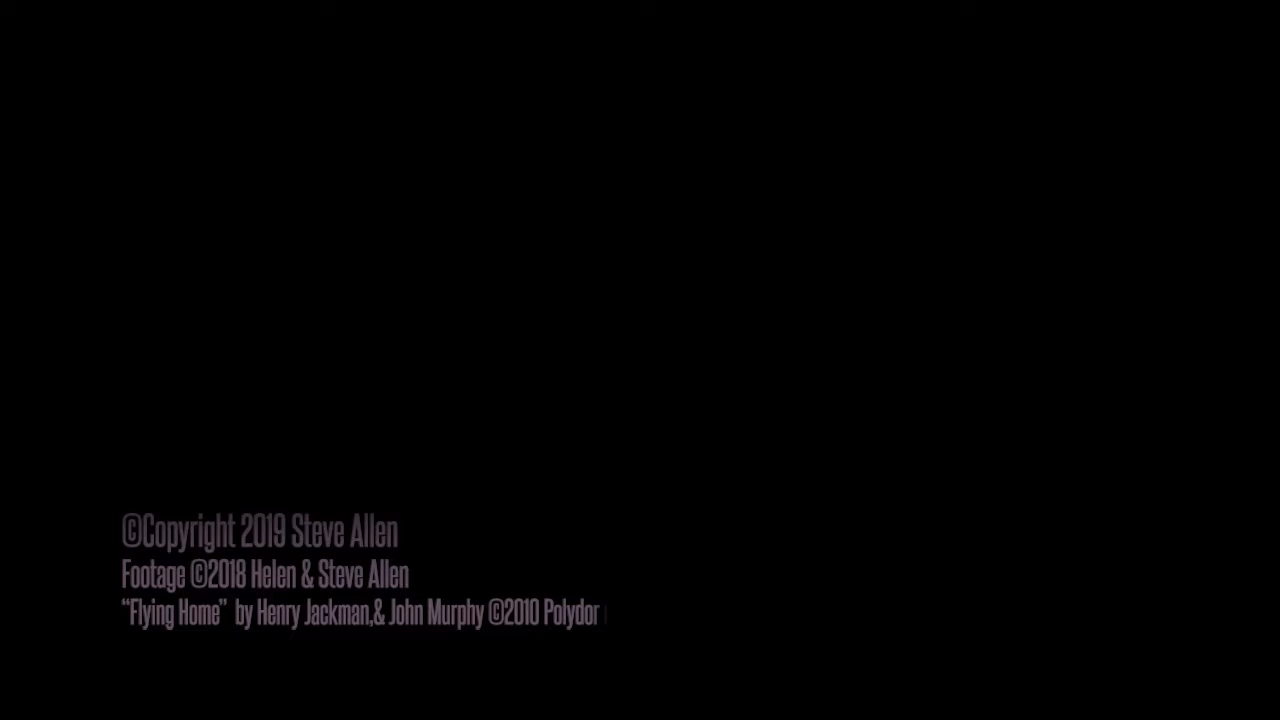 ©Copyright 2019 Steve Allen
Footage ©2018 Helen & Steve Allen
“Flying Home” by Henry Jackman,& John Murphy ©2010 Polydor